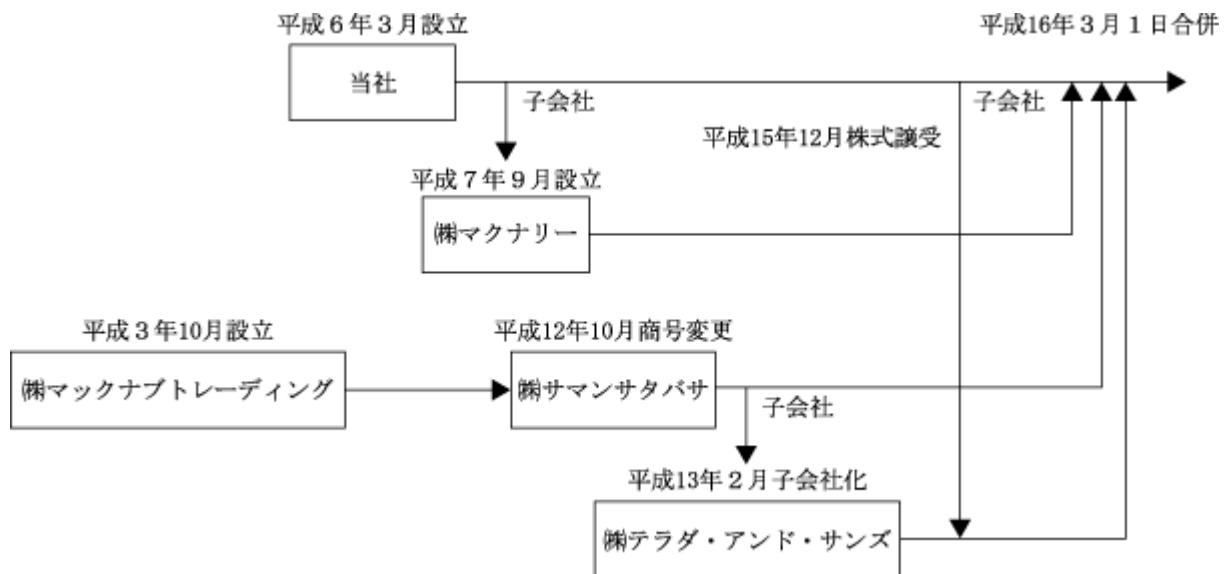 平成６年３月設立
平成16年３月１日合併
当社
子会社
子会社
平成15年12月株式譲受
平成７年９月設立
㈱マクナリー
平成３年10月設立
平成12年10月商号変更
㈱マックナブトレーディング
㈱サマンサタバサ
子会社
平成13年２月子会社化
㈱テラダ・アンド・サンズ